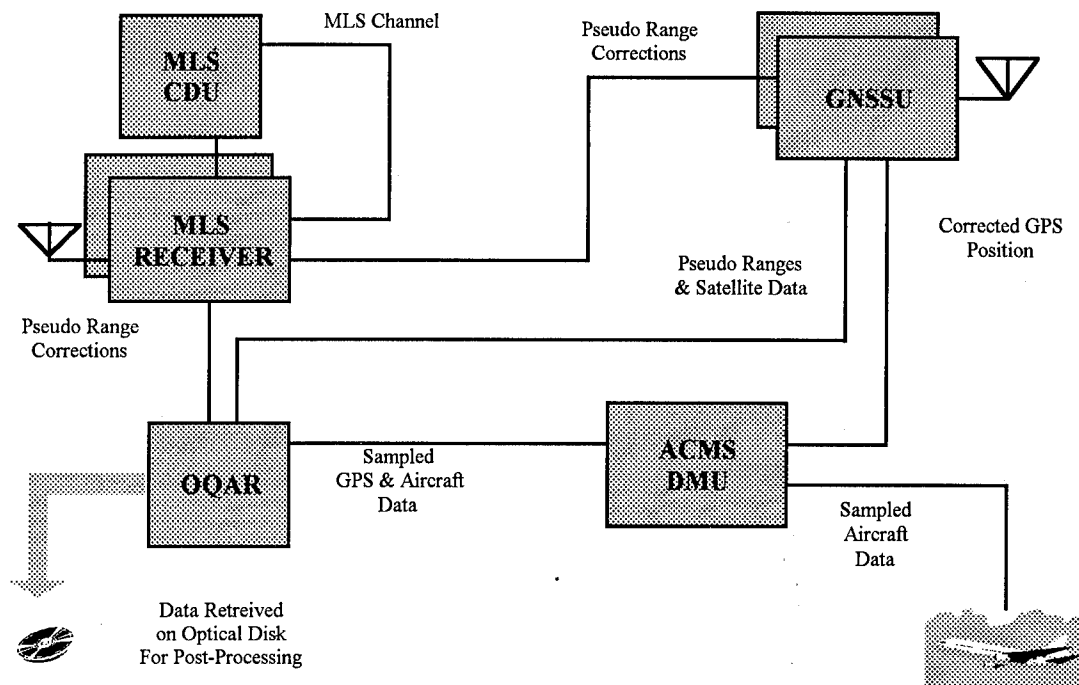 MLS Channel
MLS
CDU
Pseudo Range
Corrections
GNSSU
MLS
RECEIVER
Corrected GPS
Position
Pseudo Ranges
& Satellite Data
Pseudo Range
Corrections
OQAR
Sampled
GPS & Aircraft
Data
ACMS
DMU
Sampled
Aircraft
Data
Data Retreived
on Optical Disk
For Post-Processing